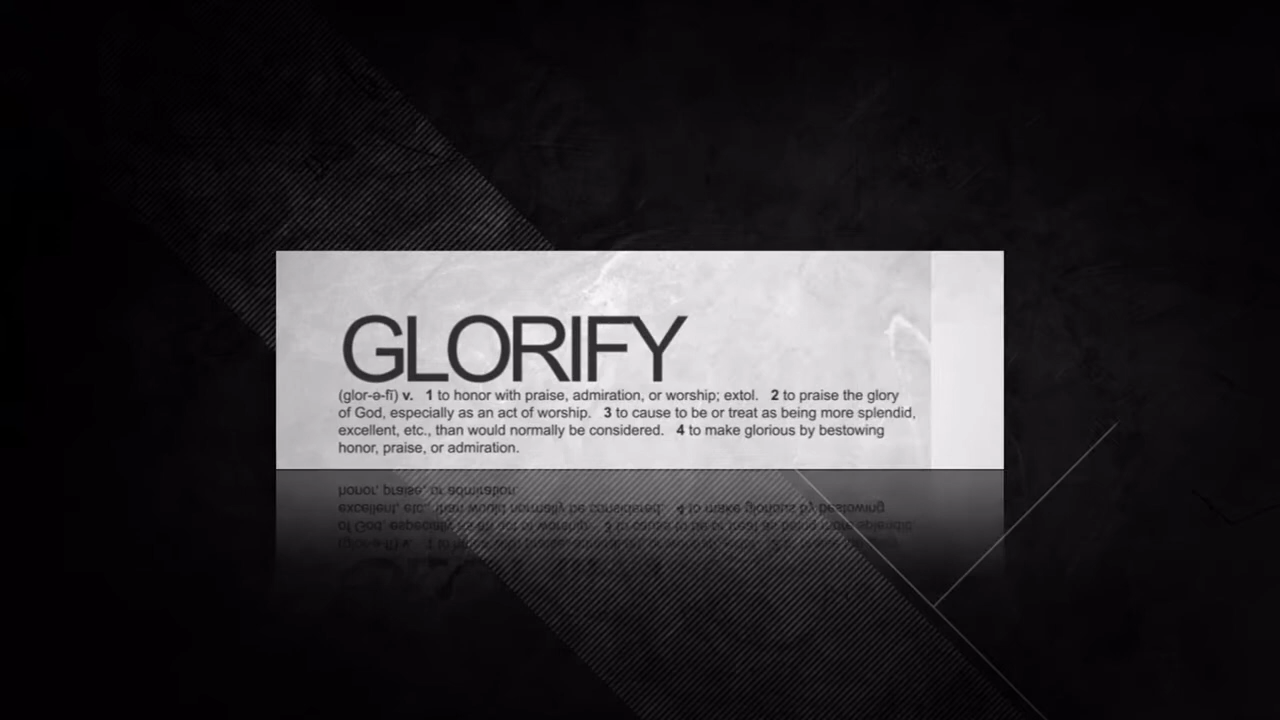 GLORIFY
(glor-ə-fī) v. 1 to honor with praise, admiration, or worship; extol. 2 to praise the glory
of God, especially as an act of worship. 3 to cause to be or treat as being more splendid,
excellent, etc., than would normally be considered. 4 to make glorious by bestowing
honor, praise, or admiration.